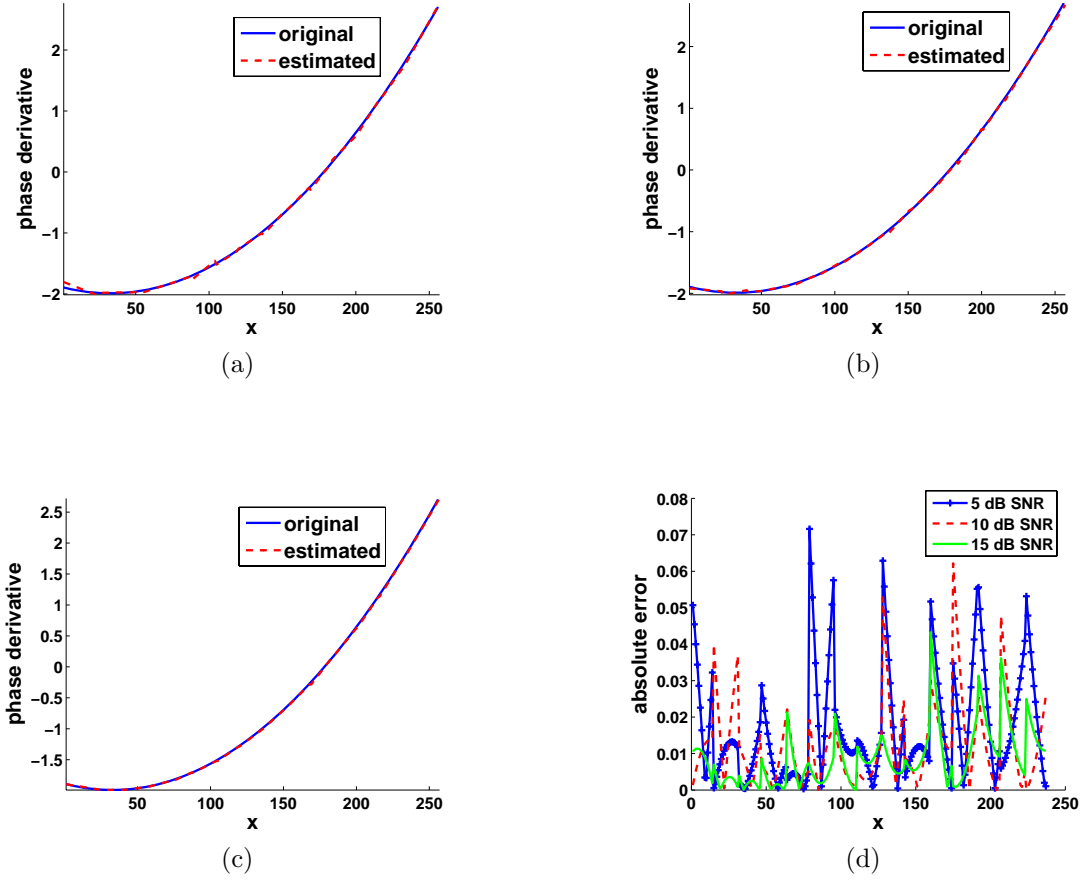 2
1
0
−1
−2
50
100
150
200
250
x
phase derivative
original
estimated
(a)
2
1
0
−1
−2
50
100
150
200
250
x
phase derivative
original
estimated
(b)
2.5
2
1.5
1
0.5
0
−0.5
−1
−1.5
50
100
150
200
250
x
phase derivative
original
estimated
(c)
0.08
0.07
0.06
0.05
0.04
0.03
0.02
0.01
0
0
50
100
150
200
250
x
absolute error
5 dB SNR
10 dB SNR
15 dB SNR
(d)